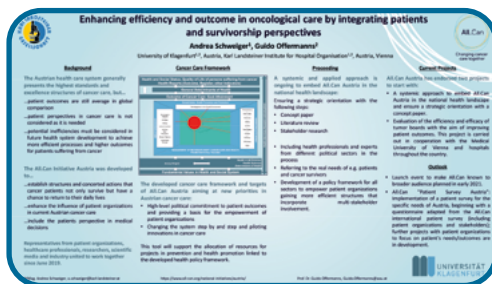 Enhancing efficiency and outcome in oncological care by integrating patients
and survivorship perspectives
Andrea Schweiger¹, Guido Offermanns²
University of Klagenfurt¹,², Austria, Karl Landsteiner Institute for Hospital Organisation¹,², Austria, Vienna
All.Can
Changing cancer
care together
Background
The Austrian health care system generally
presents the highest standards and
excellence structures of cancer care, but...
...patient outcomes are still average in global
comparison
...patient perspectives in cancer care is not
considered as it is needed
...potential inefficiencies must be considered in
future health system development to achieve
more efficient processes and higher outcomes
for patients suffering from cancer
The All.Can Initiative Austria was developed
to...
...establish structures and concerted actions that
cancer patients not only survive but have a
chance to return to their daily lives
...enhance the influence of patient organisations
in current Austrian cancer care
...include the patients perspective in medical
decisions
Representatives from patient organisations,
healthcare professionals, researchers, scientific
media and industry united to work together
since June 2019.
Cancer Care Framework
The developed cancer care framework and targets
of All.Can Austria aiming at new priorities in
Austrian cancer care:
• High-level political commitment to patient outcomes
and providing a basis for the empowerment of
patient organisations
• Changing the system step by step and piloting
innovations in cancer care
This tool will support the allocation of resources for
projects in prevention and health promotion linked to
the developed health policy framework.
Proceeding
A systemic and applied approach is
ongoing to embed All.Can Austria in the
national landscape:
Ensuring a strategic orientation with the
following steps:
• Concept paper
• Literature review
• Stakeholder research
• Including health professionals and experts
from different political sectors in the
process
• Referring to the real needs of e.g. patients
and cancer survivors
• Development of a policy framework for all
sectors to empower patient organisations
gaining more efficient structures that
incorporate multi-stakeholder
involvement.
Current Projects
All.Can Austria has endorsed two projects
to start with:
• A systemic approach to embed All.Can
Austria in the national landscape and
ensure a strategic orientation with a
concept paper.
• Evaluation of the efficiency and efficacy of
tumor boards with the aim of improving
patient outcomes. This project is carried
out in cooperation with the Medical
University of Vienna and hospitals
throughout the country.
Outlook
• Launch event to make All.Can known to
broader audience planned in early 2021.
• All.Can "Patient Survey Austria":
Implementation of a patient survey for the
specific needs of Austria, beginning with a
questionnaire adapted from the All.Can
international patient survey (including
patient organisations and stakeholders);
further projects with patient organisations
to focus on patient's needs/outcomes are
in development.
UNIVERSITÄT
KLAGENFURT